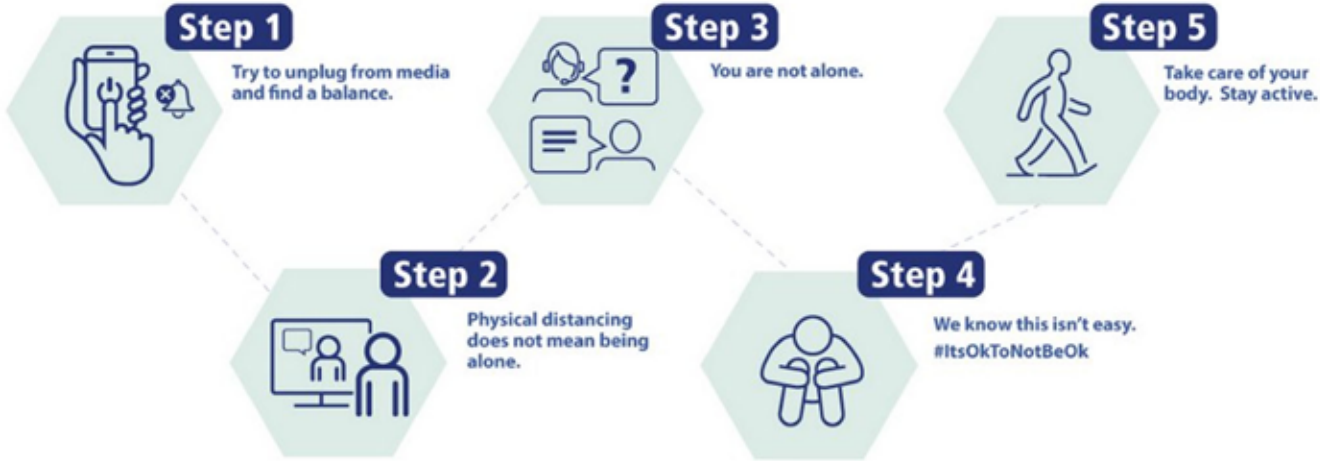 Step 1
Try to unplug from media
and find a balance.
Step 2
Physical distancing
does not mean being
alone.
Step 3
?
You are not alone.
Step 4
We know this isn't easy.
#ItsOkToNotBeOk
Step 5
Take care of your
body.  Stay active.